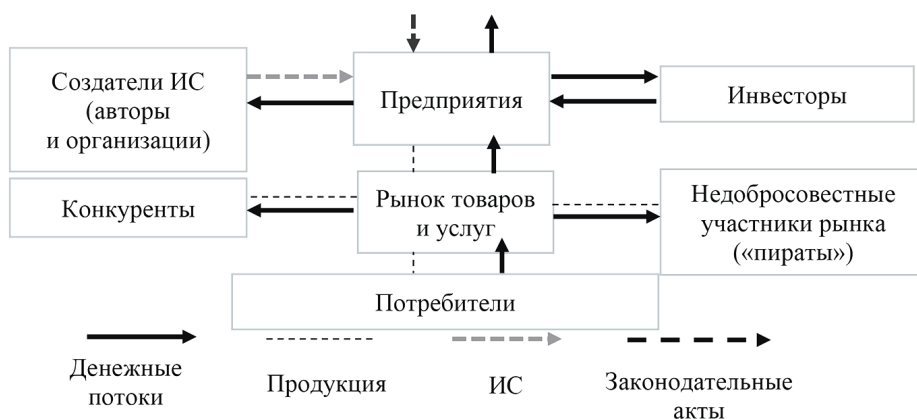 Создатели ИС
(авторы
и организации)
Предприятия
Инвесторы
Конкуренты
Рынок товаров
и услуг
Недобросовестные
участники рынка
(«пираты»)
Потребители
Денежные
потоки
Продукция
ИС
Законодательные
акты